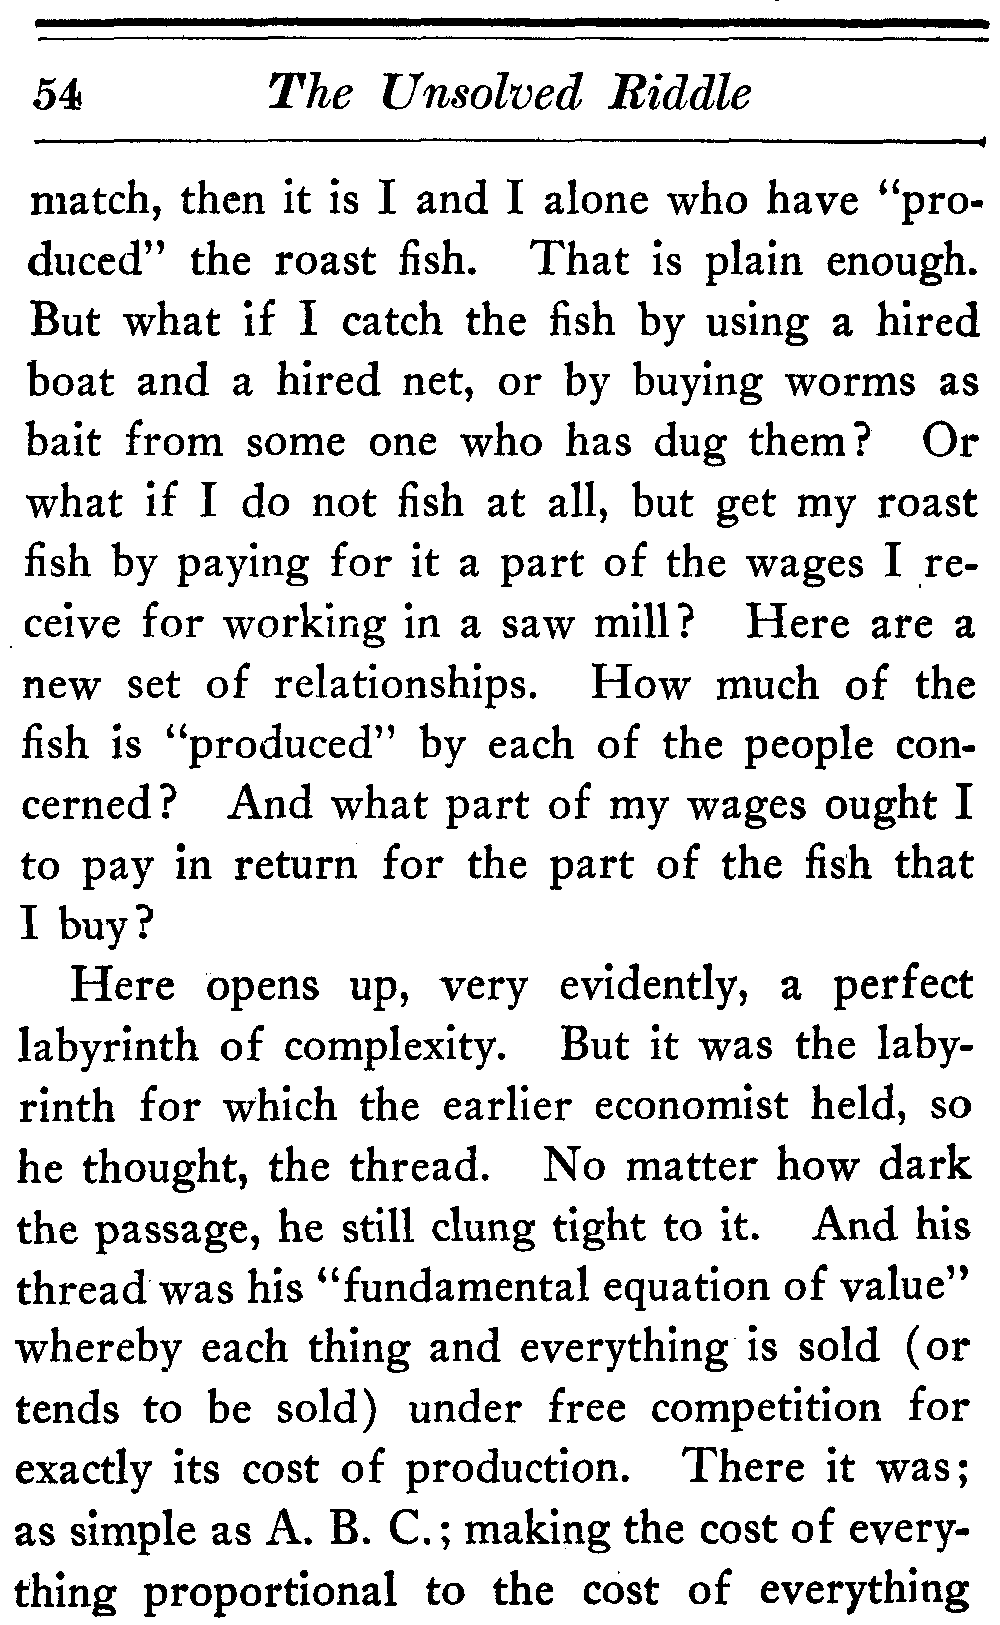 54 The Unsolved Riddle
match, then it is I and I alone who have "pro-
duced" the roast fish. That is plain enough.
But what if I catch the fish by using a hired
boat and a hired net, or by buying worms as
bait from some one who has dug them? Or
what if I do not fish at all, but get my roast
fish by paying for it a part of the wages I re-
ceive for working in a saw mill? Here are a
new set of relationships. How much of the
fish is "produced" by each of the people con-
cerned? And what part of my wages ought I
to pay in return for the part of the fish that
I buy?
Here opens up, very evidently, a perfect
labyrinth of complexity. But it was the laby-
rinth for which the earlier economist held, so
he thought, the thread. No matter how dark
the passage, he still clung tight to it. And his
thread was his "fundamental equation of value"
whereby each thing and everything is sold (or
tends to be sold) under free competition for
exactly its cost of production. There it was;
as simple as A. B. C.; making the cost of every-
thing proportional to the cost of everything